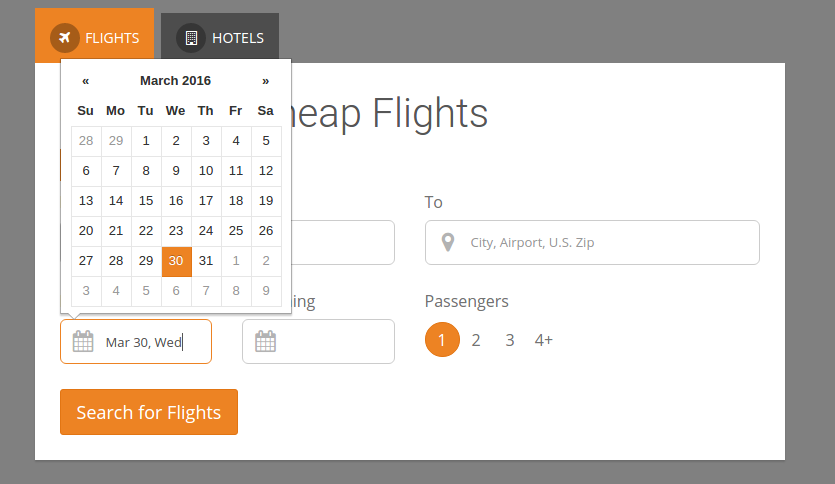 FLIGHTS HOTELS
« March 2016 »
Su Mo Tu We Th Fr Sa
28 29 1 2 3 4 5
6 7 8 9 10 11 12
13 14 15 16 17 18 19
20 21 22 23 24 25 26
27 28 29 30 31 1 2
3 4 5 6 7 8 9
Flights
To
City, Airport, U.S. Zip
Passengers
Mar 30, Wed
1 2 3 4+
Search for Flights